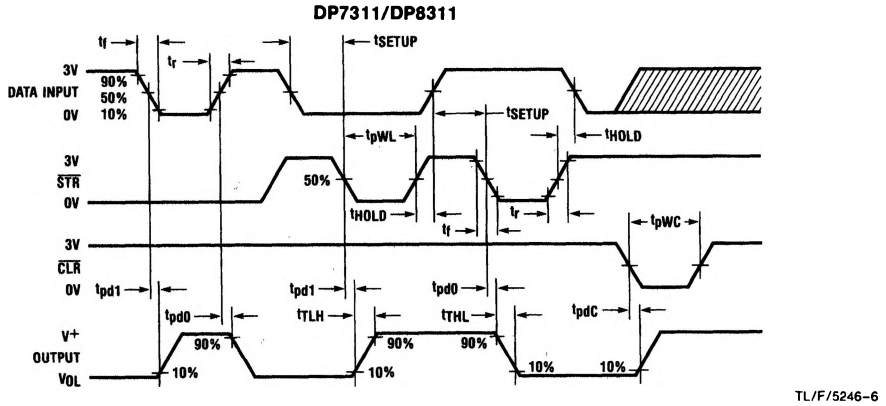 DP7311/DP8311
tf
tr
tSETUP
3V
90%
DATA INPUT
50%
0V
10%
tSETUP
tpWL
tHOLD
3V
STR
50%
0V
tHOLD
tf
tr
tpWC
3V
CLR
0V
tpd1
tpd0
tpd1
tTLH
tpd0
tTHL
tpdC
V+
90%
90%
90%
OUTPUT
VOL
10%
10%
10%
10%
TL/F/5246-6